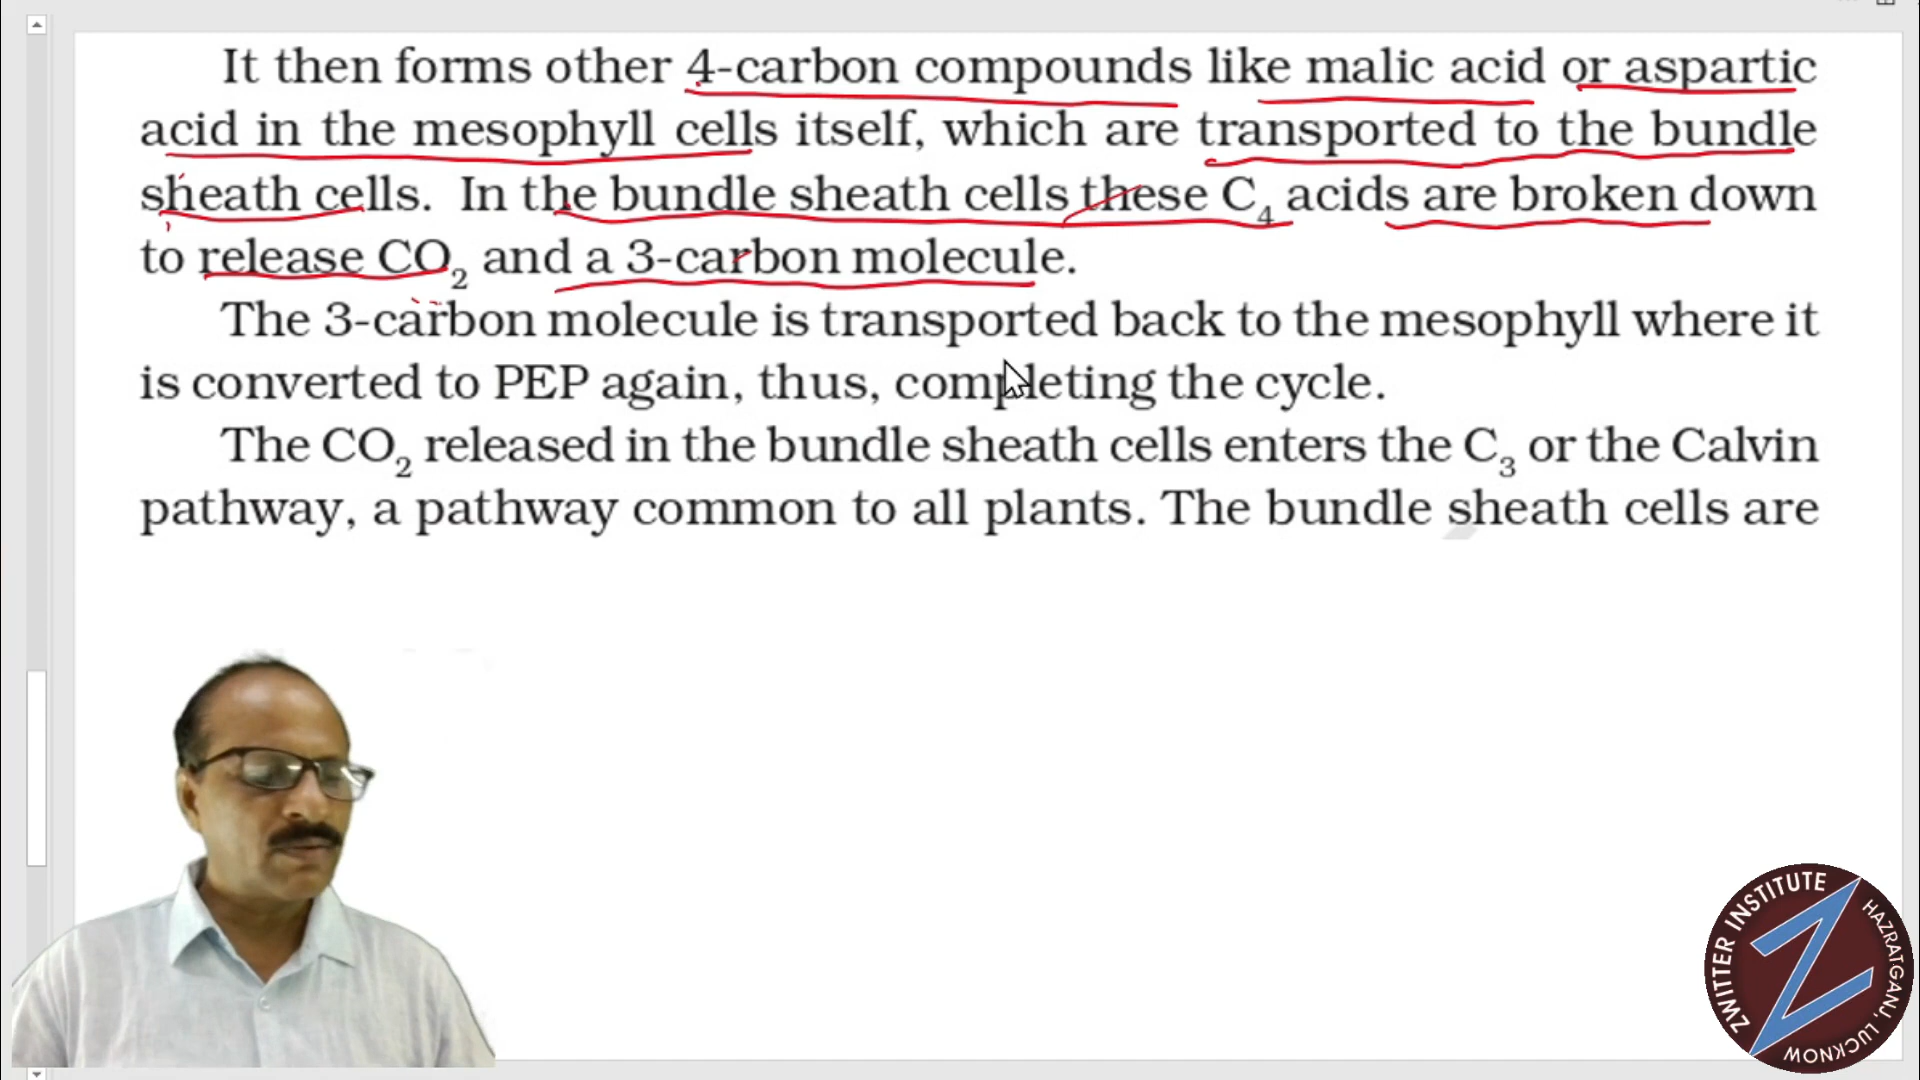 It then forms other 4-carbon compounds like malic acid or aspartic
acid in the mesophyll cells itself, which are transported to the bundle
sheath cells. In the bundle sheath cells these C₄ acids are broken down
to release CO₂ and a 3-carbon molecule.
The 3-carbon molecule is transported back to the mesophyll where it
is converted to PEP again, thus, completing the cycle.
The CO₂ released in the bundle sheath cells enters the C₃ or the Calvin
pathway, a pathway common to all plants. The bundle sheath cells are
ZWITTER INSTITUTE
HAZRATGANJ, LUCKNOW